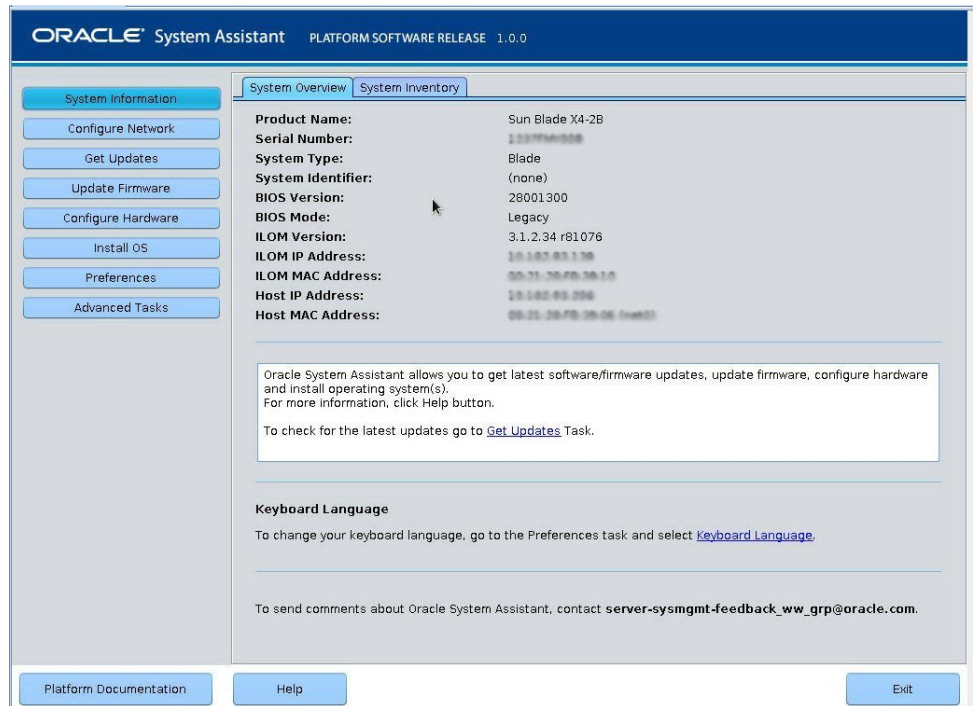 ORACLE System Assistant PLATFORM SOFTWARE RELEASE 1.0.0
System Information
Configure Network
Get Updates
Update Firmware
Configure Hardware
Install OS
Preferences
Advanced Tasks
System Overview System Inventory
Product Name: Sun Blade X4-2B
Serial Number:
System Type: Blade
System Identifier: (none)
BIOS Version: 28001300
BIOS Mode: Legacy
ILOM Version: 3.1.2.34 r81076
ILOM IP Address:
ILOM MAC Address:
Host IP Address:
Host MAC Address:
Oracle System Assistant allows you to get latest software/firmware updates, update firmware, configure hardware
and install operating system(s).
For more information, click Help button.
To check for the latest updates go to Get Updates Task.
Keyboard Language
To change your keyboard language, go to the Preferences task and select Keyboard Language.
To send comments about Oracle System Assistant, contact server-sysmgmt-feedback_ww_grp@oracle.com.
Platform Documentation Help Exit